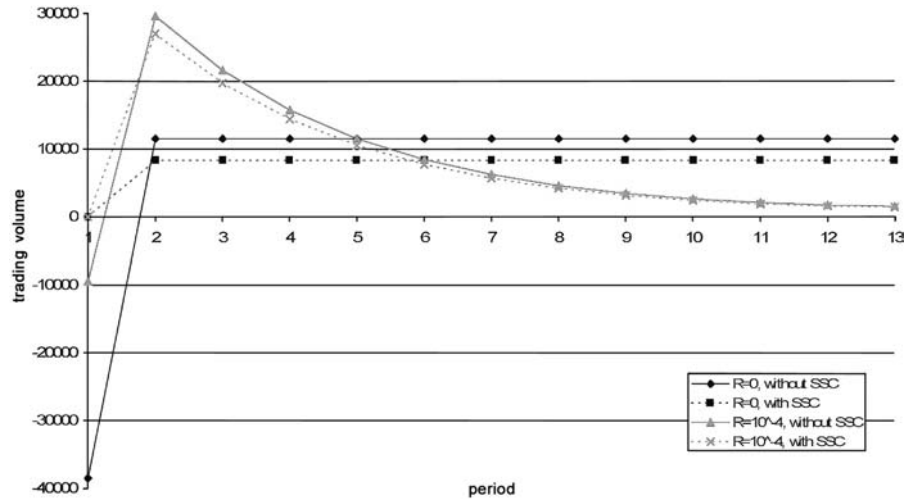 30000
20000
10000
0
-10000
-20000
-30000
-40000
trading volume
1 2 3 4 5 6 7 8 9 10 11 12 13
period
R=0, without SSC
R=0, with SSC
R=10^-4, without SSC
R=10^-4, with SSC